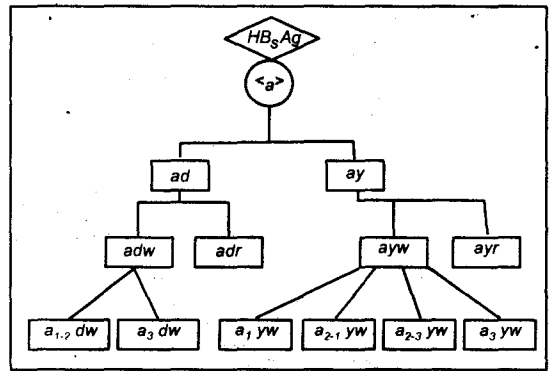 HBSAg
<a>
ad ay
adw adr ayw ayr
a1-2 dw a3 dw a1 yw a2-1 yw a2-3 yw a3 yw